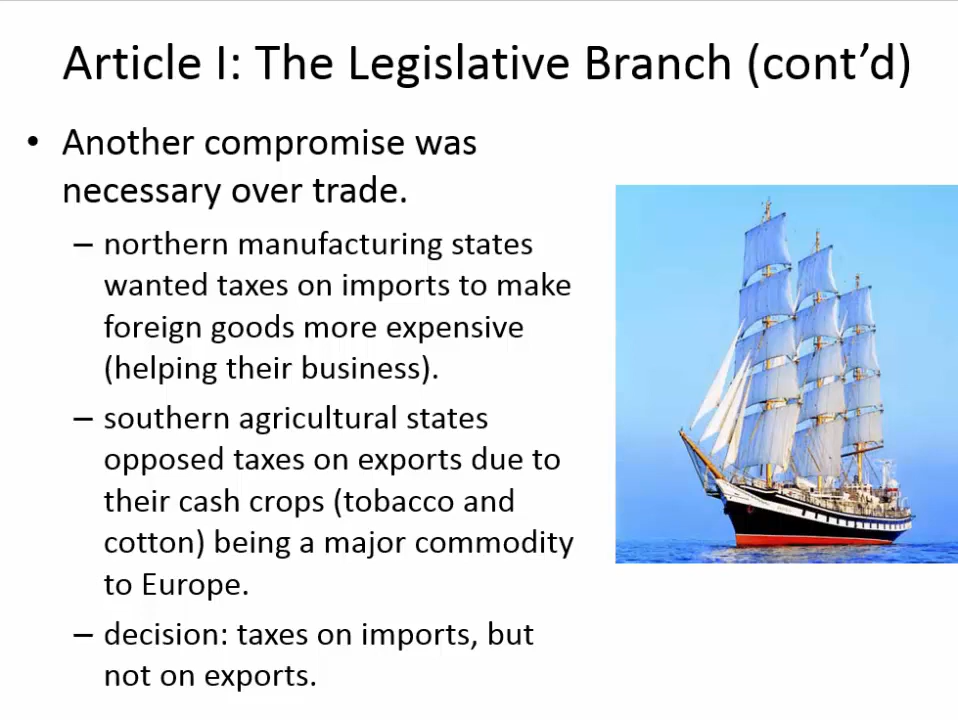 Article I: The Legislative Branch (cont’d)
• Another compromise was
necessary over trade.
– northern manufacturing states
wanted taxes on imports to make
foreign goods more expensive
(helping their business).
– southern agricultural states
opposed taxes on exports due to
their cash crops (tobacco and
cotton) being a major commodity
to Europe.
– decision: taxes on imports, but
not on exports.